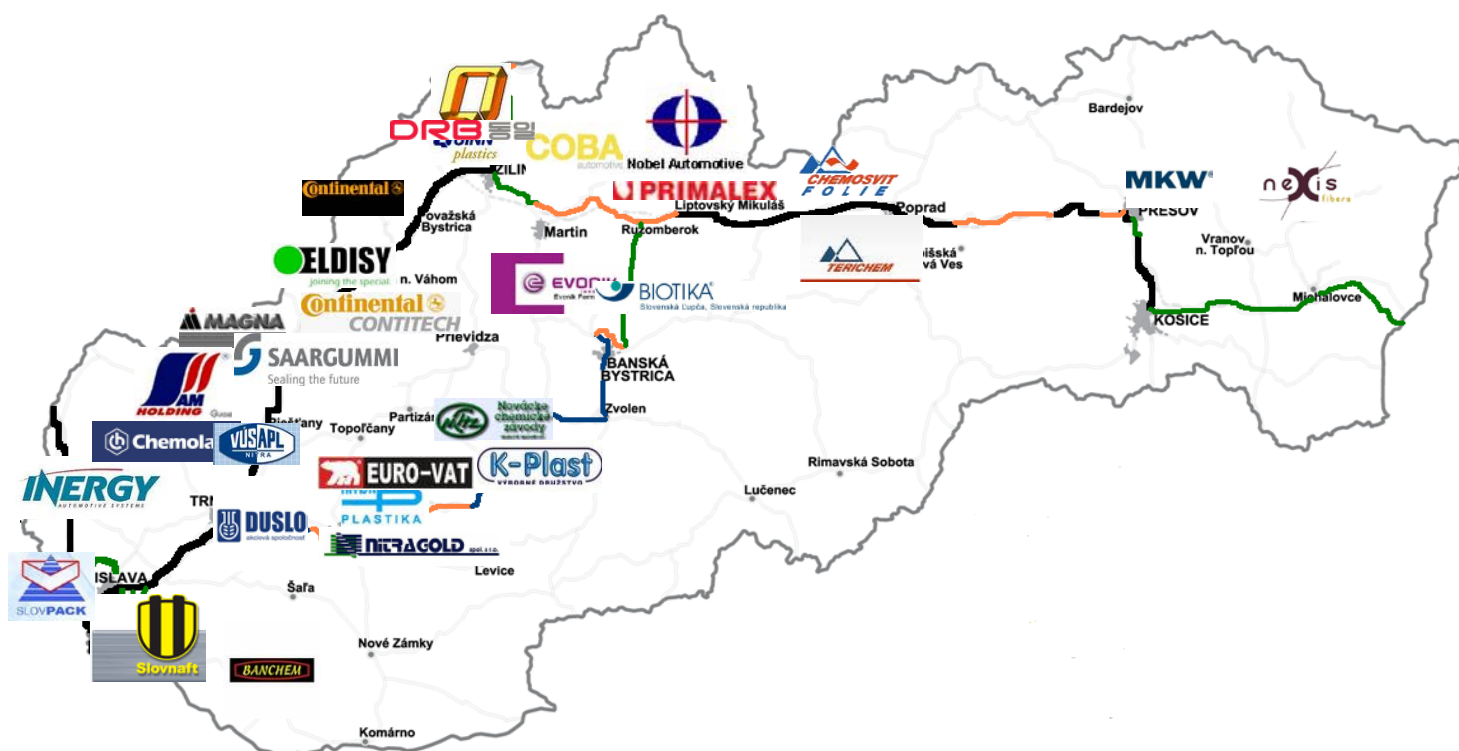 Bardejov
DRB 동일
QUINN
plastics
COBA
automotive
Nobel Automotive
CHEMOSVIT
FOLIE
MKW
nexis
fibers
Continental
PRIMALEX
Liptovský Mikuláš
Poprad
PREŠOV
Považská
Bystrica
Martin
Ružomberok
Vranov
n. Topľou
ELDISY
joining the special
n. Váhom
EVONIK
BIOTIKA
Slovenská Ľupča, Slovenská republika
TERICHEM
Michalovce
KOŠICE
Continental
CONTITECH
MAGNA
Prievidza
SAARGUMMI
Sealing the future
BANSKÁ
BYSTRICA
AM
HOLDING
Zvolen
Novácke
chemické
závody
NCHZ
Topoľčany
VÚSAPL
NITRA
EURO-VAT
K-Plast
VÝROBNÉ DRUŽSTVO
Rimavská Sobota
Lučenec
INERGY
AUTOMOTIVE SYSTEMS
DUSLO
akciová spoločnosť
PLASTIKA
NITRAGOLD spol. s r.o.
Levice
Šaľa
SLOVPACK
Slovnaft
BANCHEM
Nové Zámky
Komárno